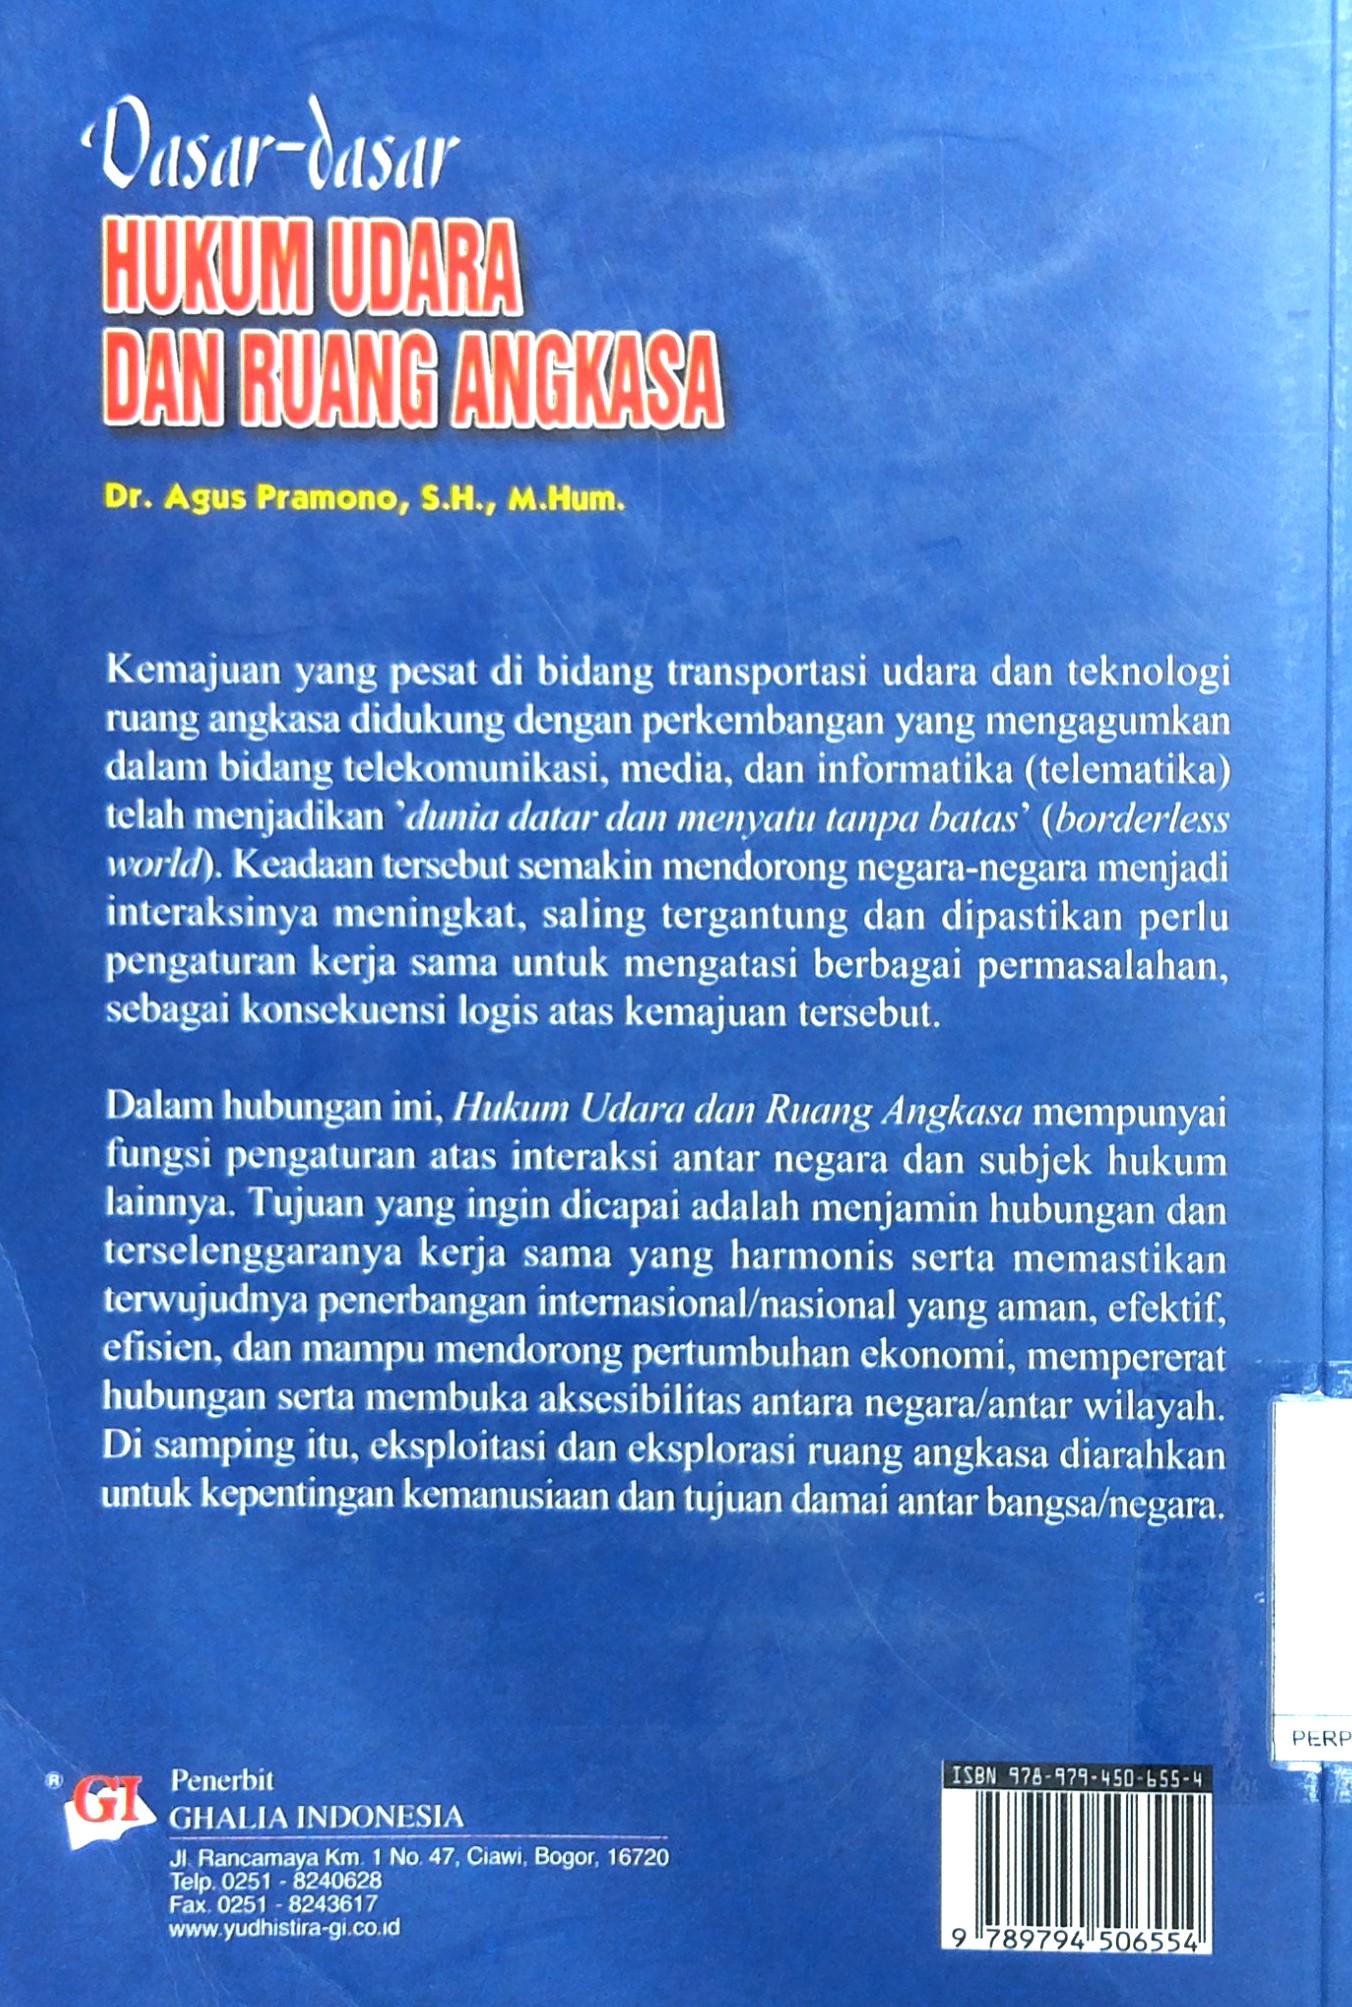 Dasar-dasar
HUKUM UDARA
DAN RUANG ANGKASA
Dr. Agus Pramono, S.H., M.Hum.
Kemajuan yang pesat di bidang transportasi udara dan teknologi
ruang angkasa didukung dengan perkembangan yang mengagumkan
dalam bidang telekomunikasi, media, dan informatika (telematika)
telah menjadikan ’dunia datar dan menyatu tanpa batas’ (borderless
world). Keadaan tersebut semakin mendorong negara-negara menjadi
interaksinya meningkat, saling tergantung dan dipastikan perlu
pengaturan kerja sama untuk mengatasi berbagai permasalahan,
sebagai konsekuensi logis atas kemajuan tersebut.
Dalam hubungan ini, Hukum Udara dan Ruang Angkasa mempunyai
fungsi pengaturan atas interaksi antar negara dan subjek hukum
lainnya. Tujuan yang ingin dicapai adalah menjamin hubungan dan
terselenggaranya kerja sama yang harmonis serta memastikan
terwujudnya penerbangan internasional/nasional yang aman, efektif,
efisien, dan mampu mendorong pertumbuhan ekonomi, mempererat
hubungan serta membuka aksesibilitas antara negara/antar wilayah.
Di samping itu, eksploitasi dan eksplorasi ruang angkasa diarahkan
untuk kepentingan kemanusiaan dan tujuan damai antar bangsa/negara.
PERP
® GI
Penerbit
GHALIA INDONESIA
Jl. Rancamaya Km. 1 No. 47, Ciawi, Bogor, 16720
Telp. 0251 - 8240628
Fax. 0251 - 8243617
www.yudhistira-gi.co.id
ISBN 978-979-450-655-4
9 789794 506554